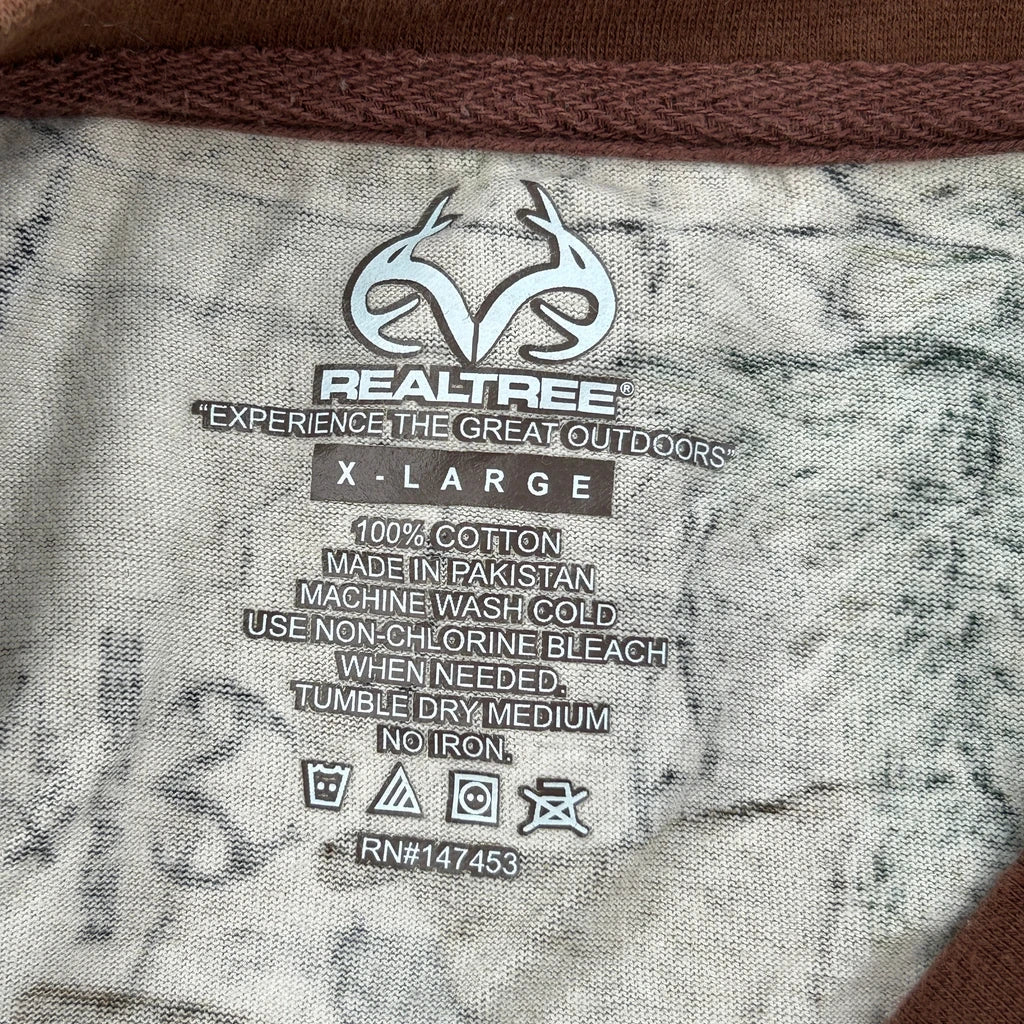 REALTREE®
“EXPERIENCE THE GREAT OUTDOORS”
X-LARGE
100% COTTON
MADE IN PAKISTAN
MACHINE WASH COLD
USE NON-CHLORINE BLEACH
WHEN NEEDED.
TUMBLE DRY MEDIUM
NO IRON.
RN#147453